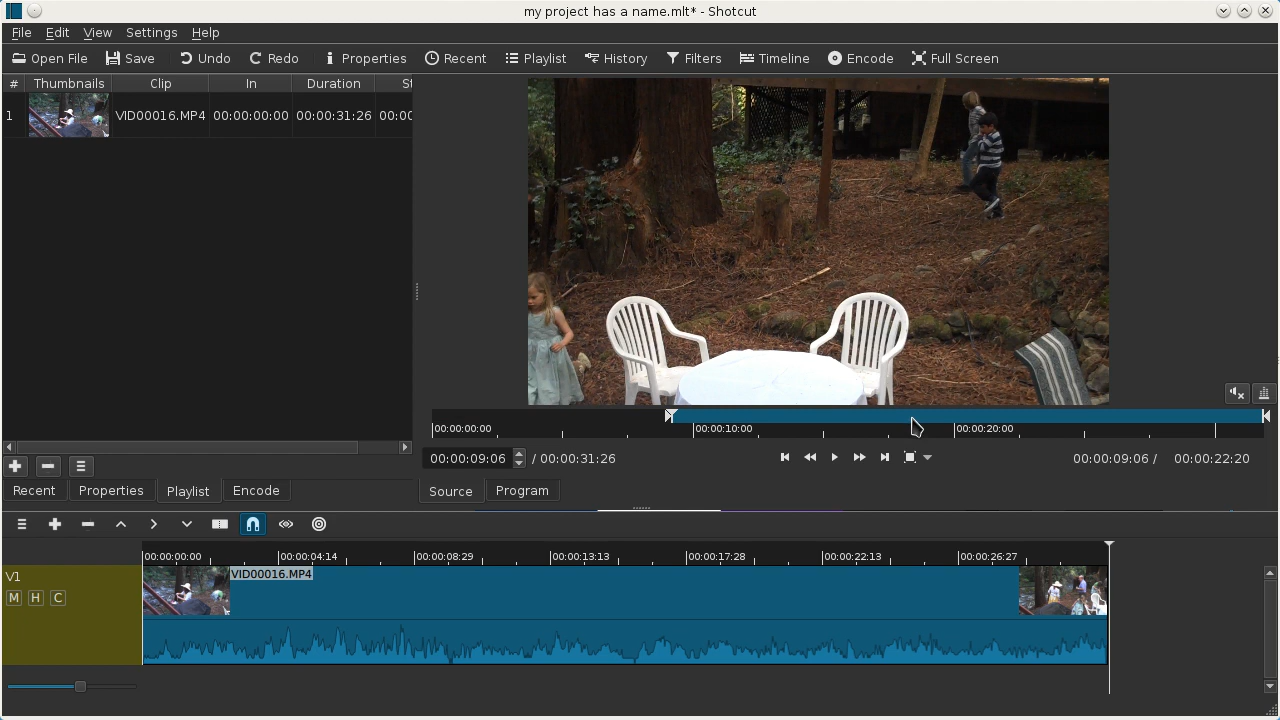 my project has a name.mlt* - Shotcut
File Edit View Settings Help
Open File Save Undo Redo Properties Recent Playlist History Filters Timeline Encode Full Screen
# Thumbnails Clip In Duration St
1 VID00016.MP4 00:00:00:00 00:00:31:26 00:00
00:00:00:00 00:00:10:00 00:00:20:00
00:00:09:06 / 00:00:31:26 00:00:09:06 / 00:00:22:20
Recent Properties Playlist Encode Source Program
00:00:00:00 00:00:04:14 00:00:08:29 00:00:13:13 00:00:17:28 00:00:22:13 00:00:26:27
V1 VID00016.MP4
M H C